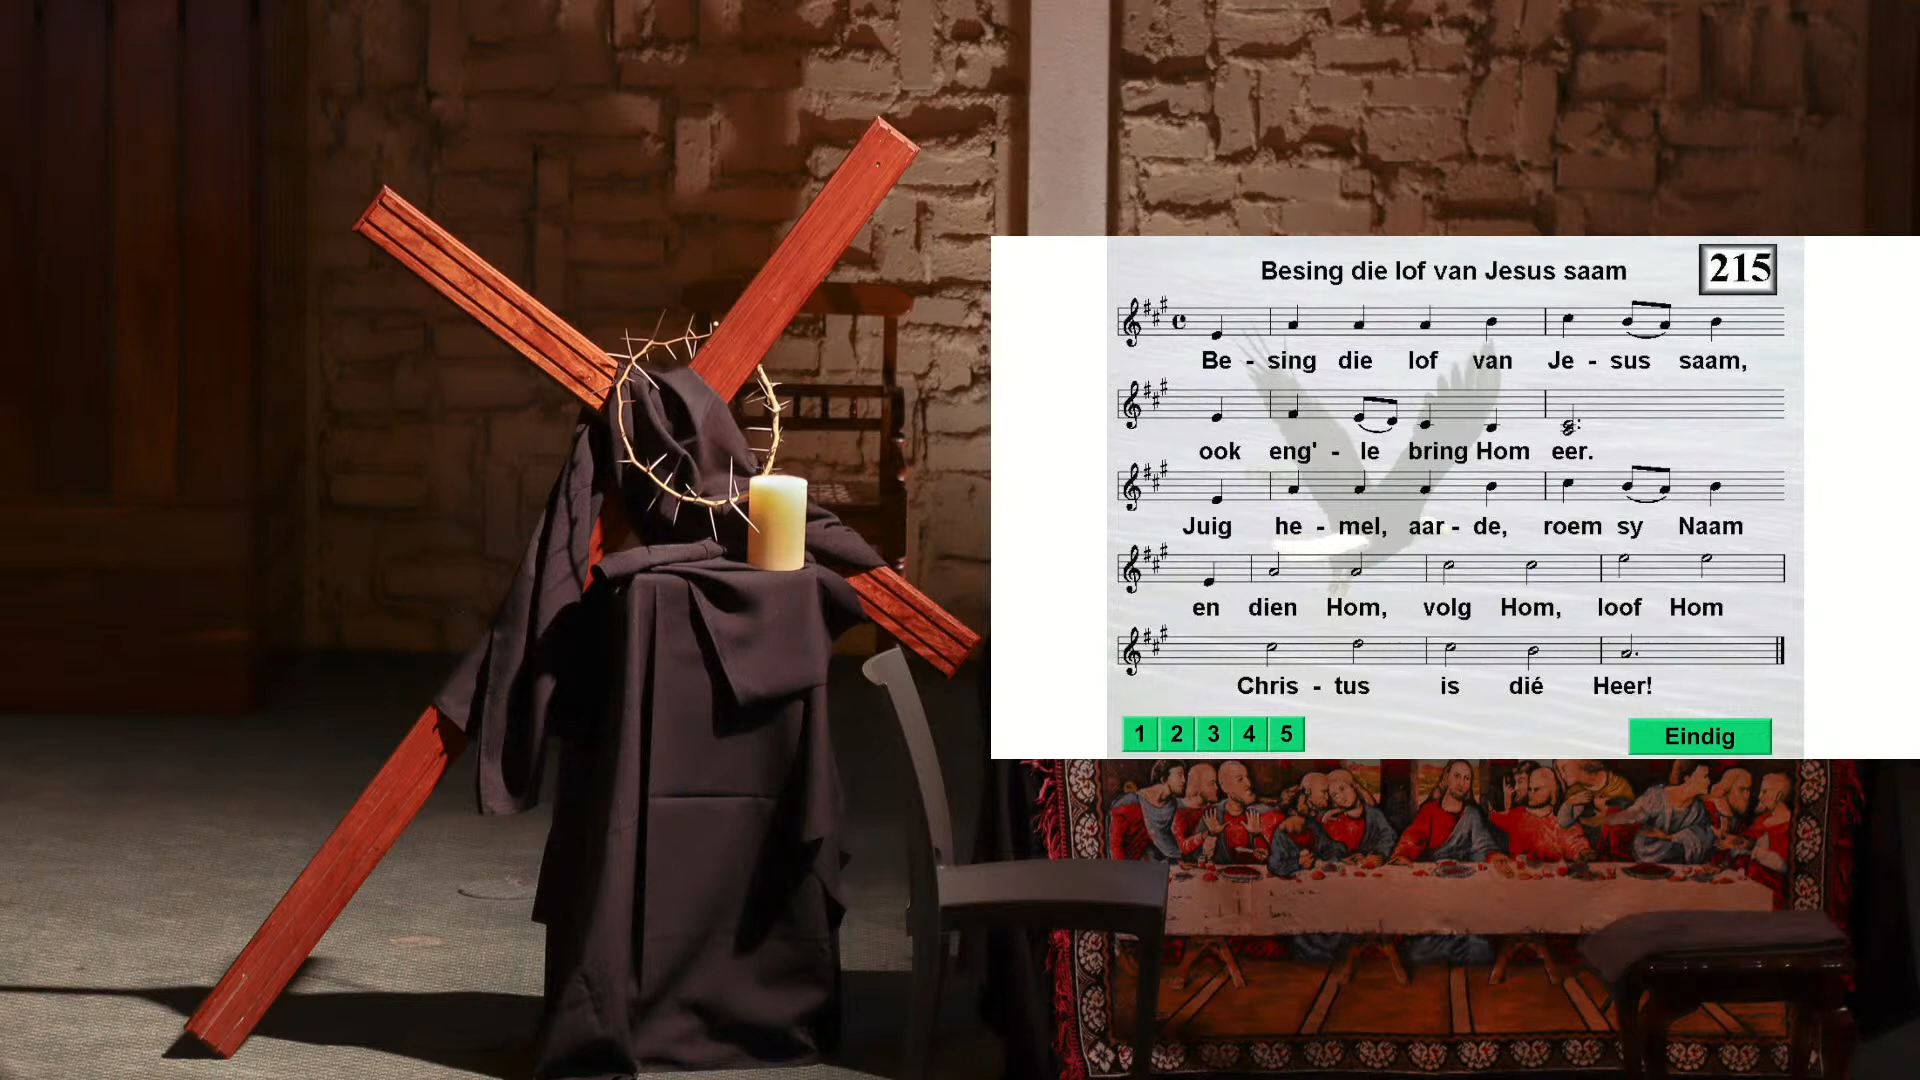 Besing die lof van Jesus saam 215
Be - sing die lof van Je - sus saam,
ook eng' - le bring Hom eer.
Juig he - mel, aar - de, roem sy Naam
en dien Hom, volg Hom, loof Hom
Chris - tus is dié Heer!
1 2 3 4 5 Eindig